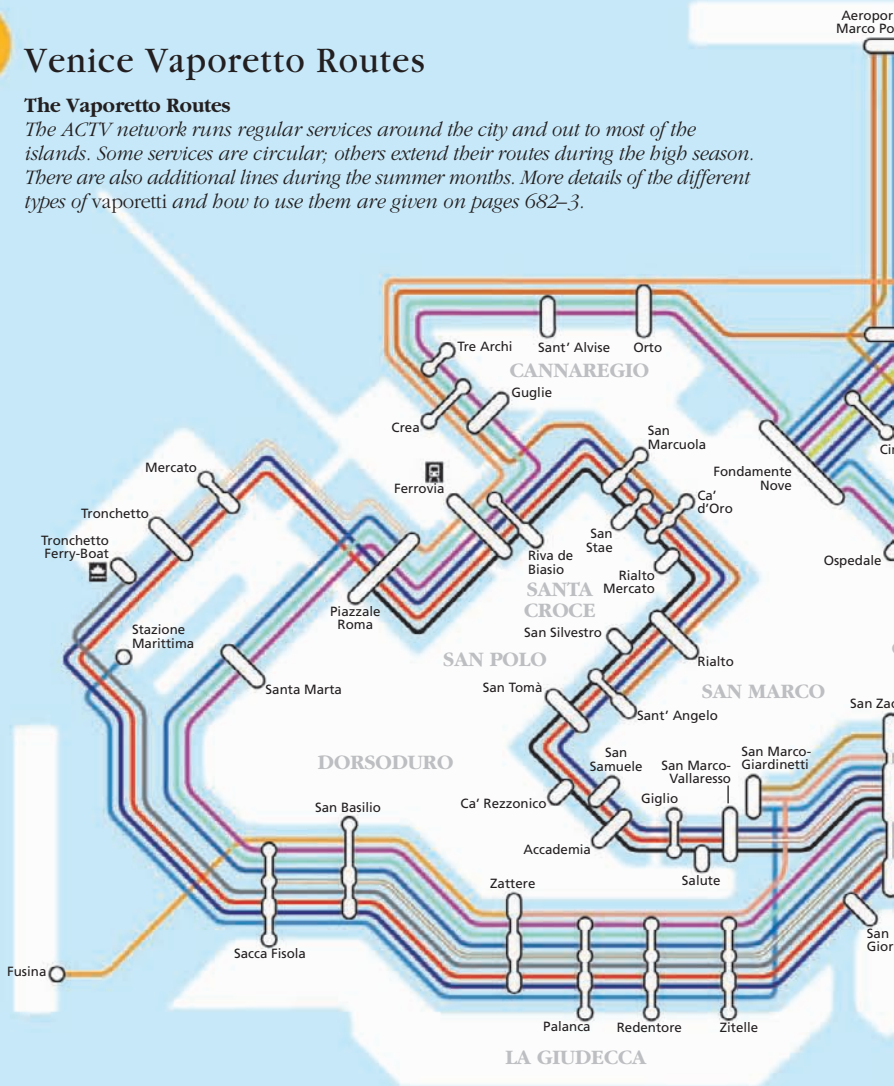 Venice Vaporetto Routes
The Vaporetto Routes
The ACTV network runs regular services around the city and out to most of the
islands. Some services are circular; others extend their routes during the high season.
There are also additional lines during the summer months. More details of the different
types of vaporetti and how to use them are given on pages 682–3.
Marco Po
Tre Archi
Sant’ Alvise
Orto
CANNAREGIO
Guglie
Crea
San
Marcuola
Mercato
Ferrovia
Fondamente
Nove
Ca’
d’Oro
Tronchetto
Tronchetto
Ferry-Boat
San
Stae
Riva de
Biasio
Ospedale
Rialto
Mercato
SANTA
CROCE
Piazzale
Roma
Stazione
Marittima
San Silvestro
SAN POLO
Rialto
Santa Marta
San Tomà
SAN MARCO
Sant’ Angelo
San Za
DORSODURO
San
Samuele
San Marco-
Vallaresso
San Marco-
Giardinetti
San Basilio
Ca’ Rezzonico
Giglio
Accademia
Salute
Zattere
San
Gior
Sacca Fisola
Fusina
Palanca
Redentore
Zitelle
LA GIUDECCA